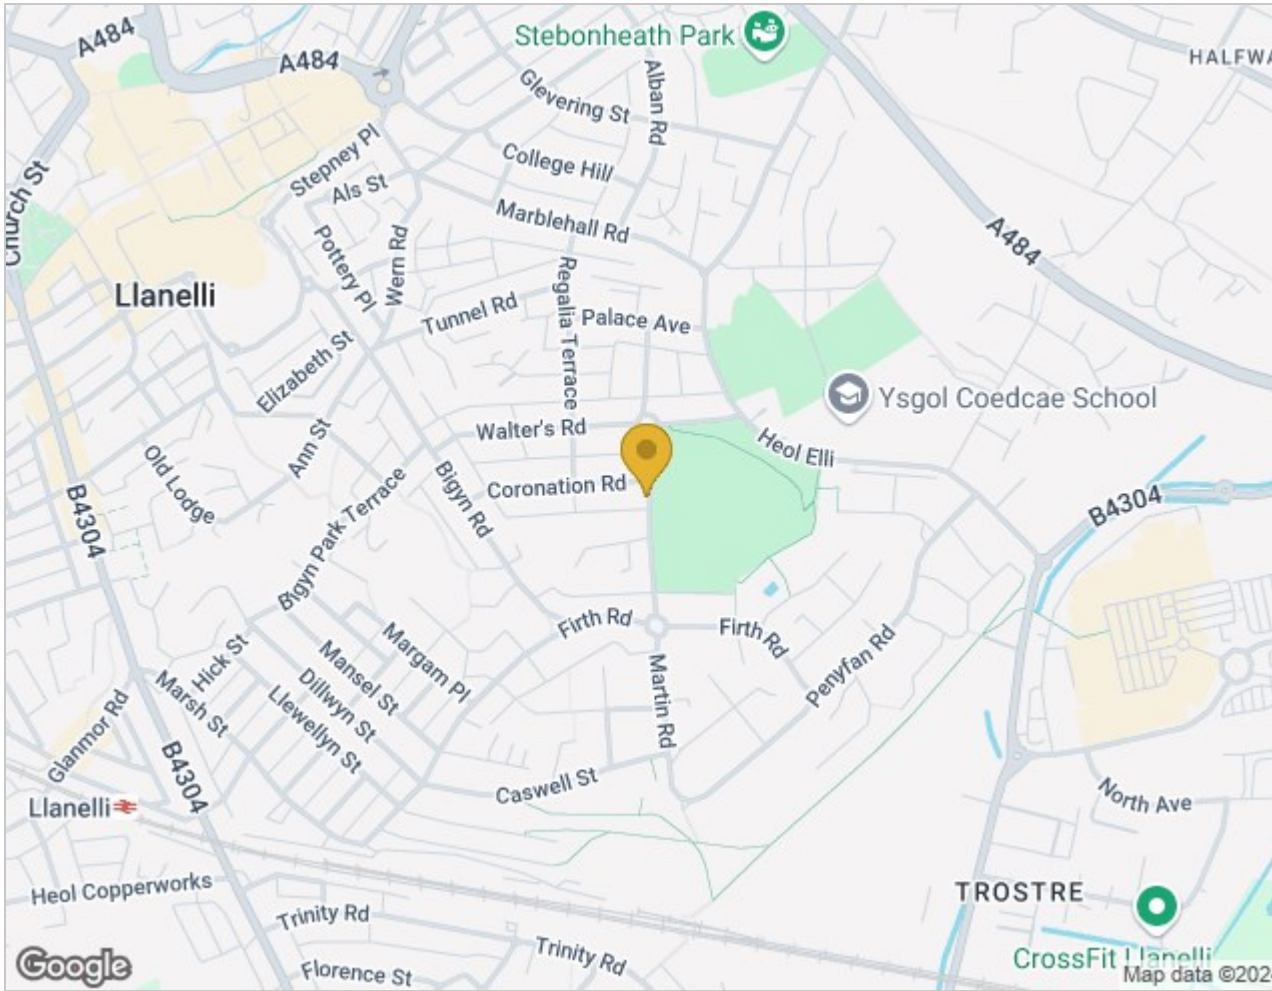 A484
A484
Stebonheath Park
HALFWA
Glevering St
Alban Rd
Stepney Pl
College Hill
Als St
Church St
Marblehall Rd
A484
Pottery Pl
Wern Rd
Regalia Terrace
Llanelli
Tunnel Rd
Palace Ave
Elizabeth St
Ysgol Coedcae School
Walter's Rd
Heol Elli
Ann St
Old Lodge
Bigyn Rd
Coronation Rd
B4304
B4304
Bigyn Park Terrace
Firth Rd
Firth Rd
Hick St
Mansel St
Margam Pl
Penyfan Rd
Martin Rd
Dillwyn St
Marsh St
Llewellyn St
Glanmor Rd
B4304
Caswell St
North Ave
Llanelli
Heol Copperworks
TROSTRE
Trinity Rd
Trinity Rd
CrossFit Llanelli
Florence St
Google
Map data ©2024